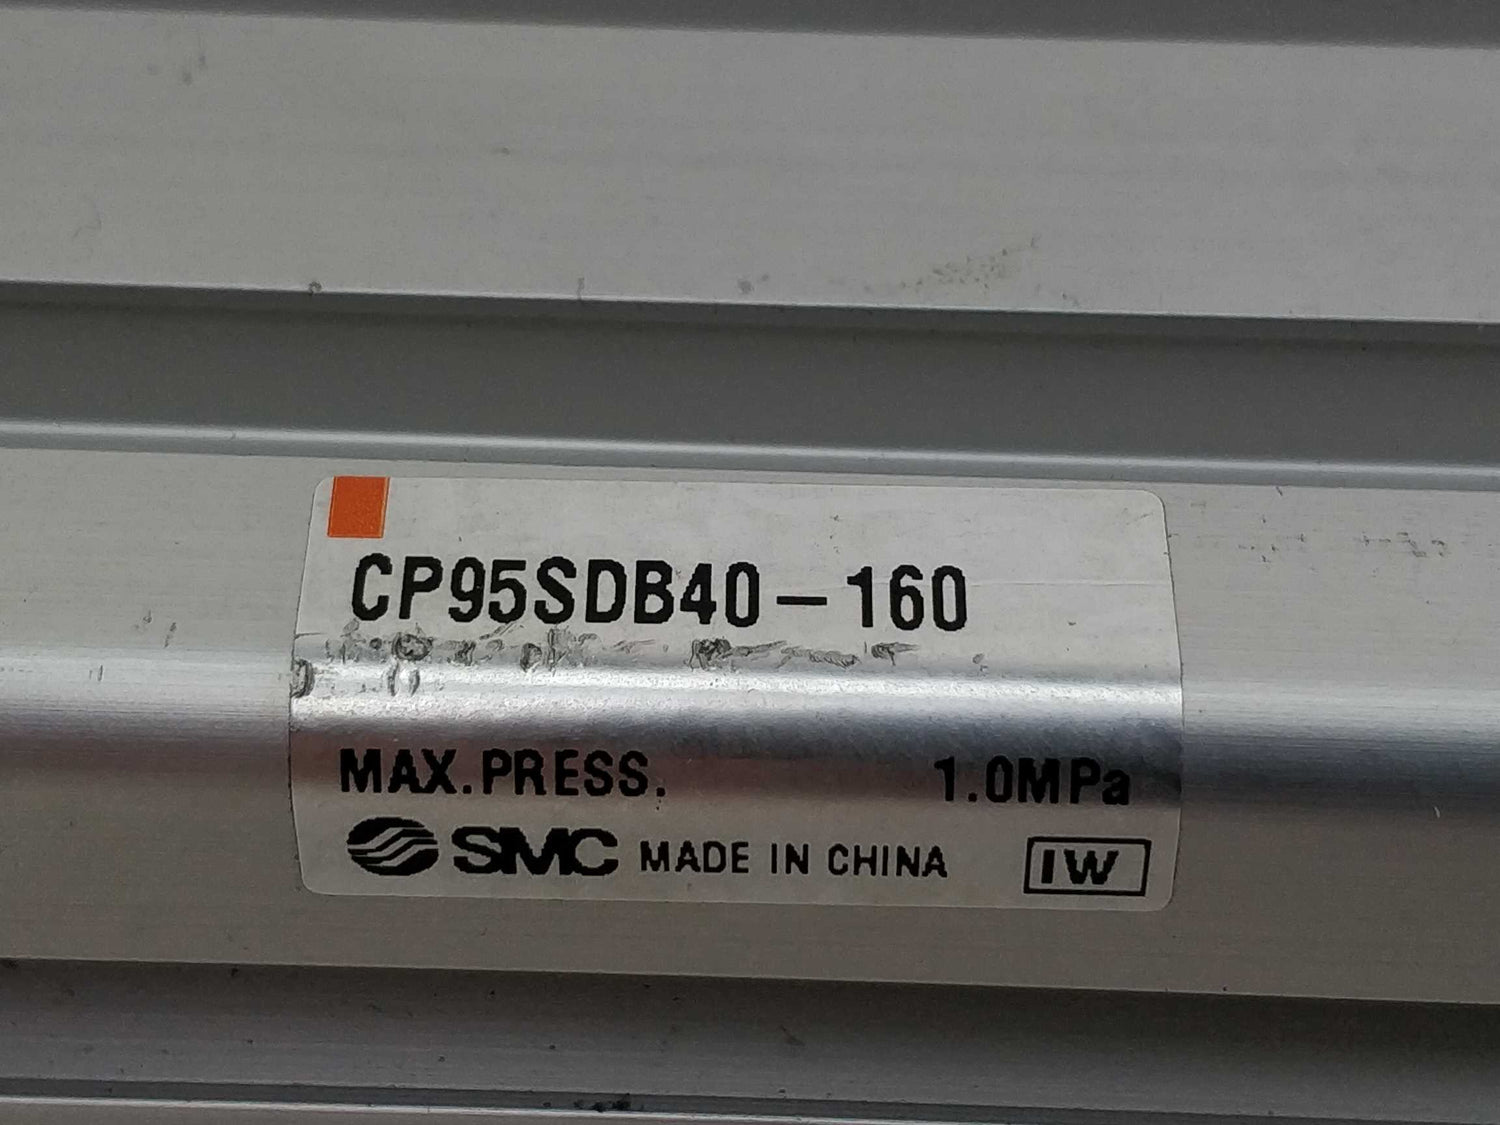 CP95SDB40-160
MAX.PRESS. 1.0MPa
SMC MADE IN CHINA IW